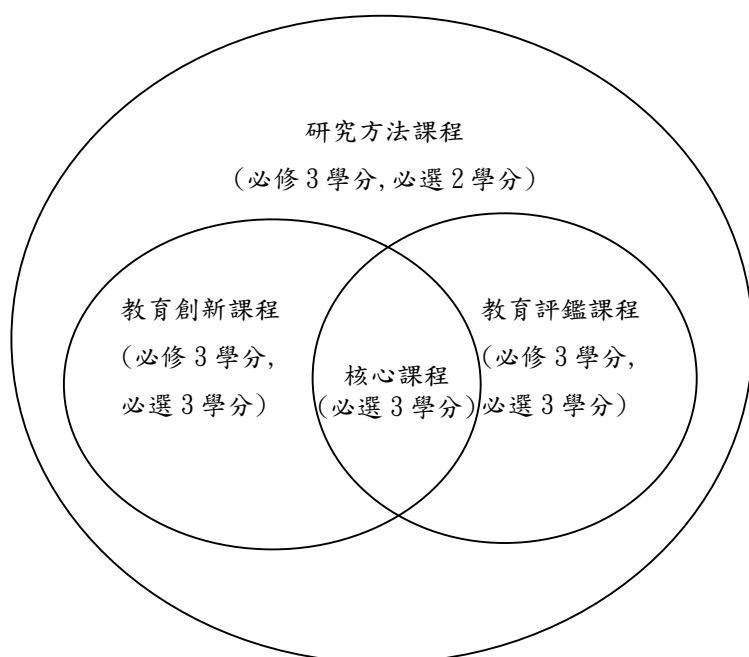 研究方法課程
（必修 3 學分, 必選 2 學分）
教育創新課程
（必修 3 學分,
必選 3 學分）
核心課程
（必選 3 學分）
教育評鑑課程
（必修 3 學分,
必選 3 學分）